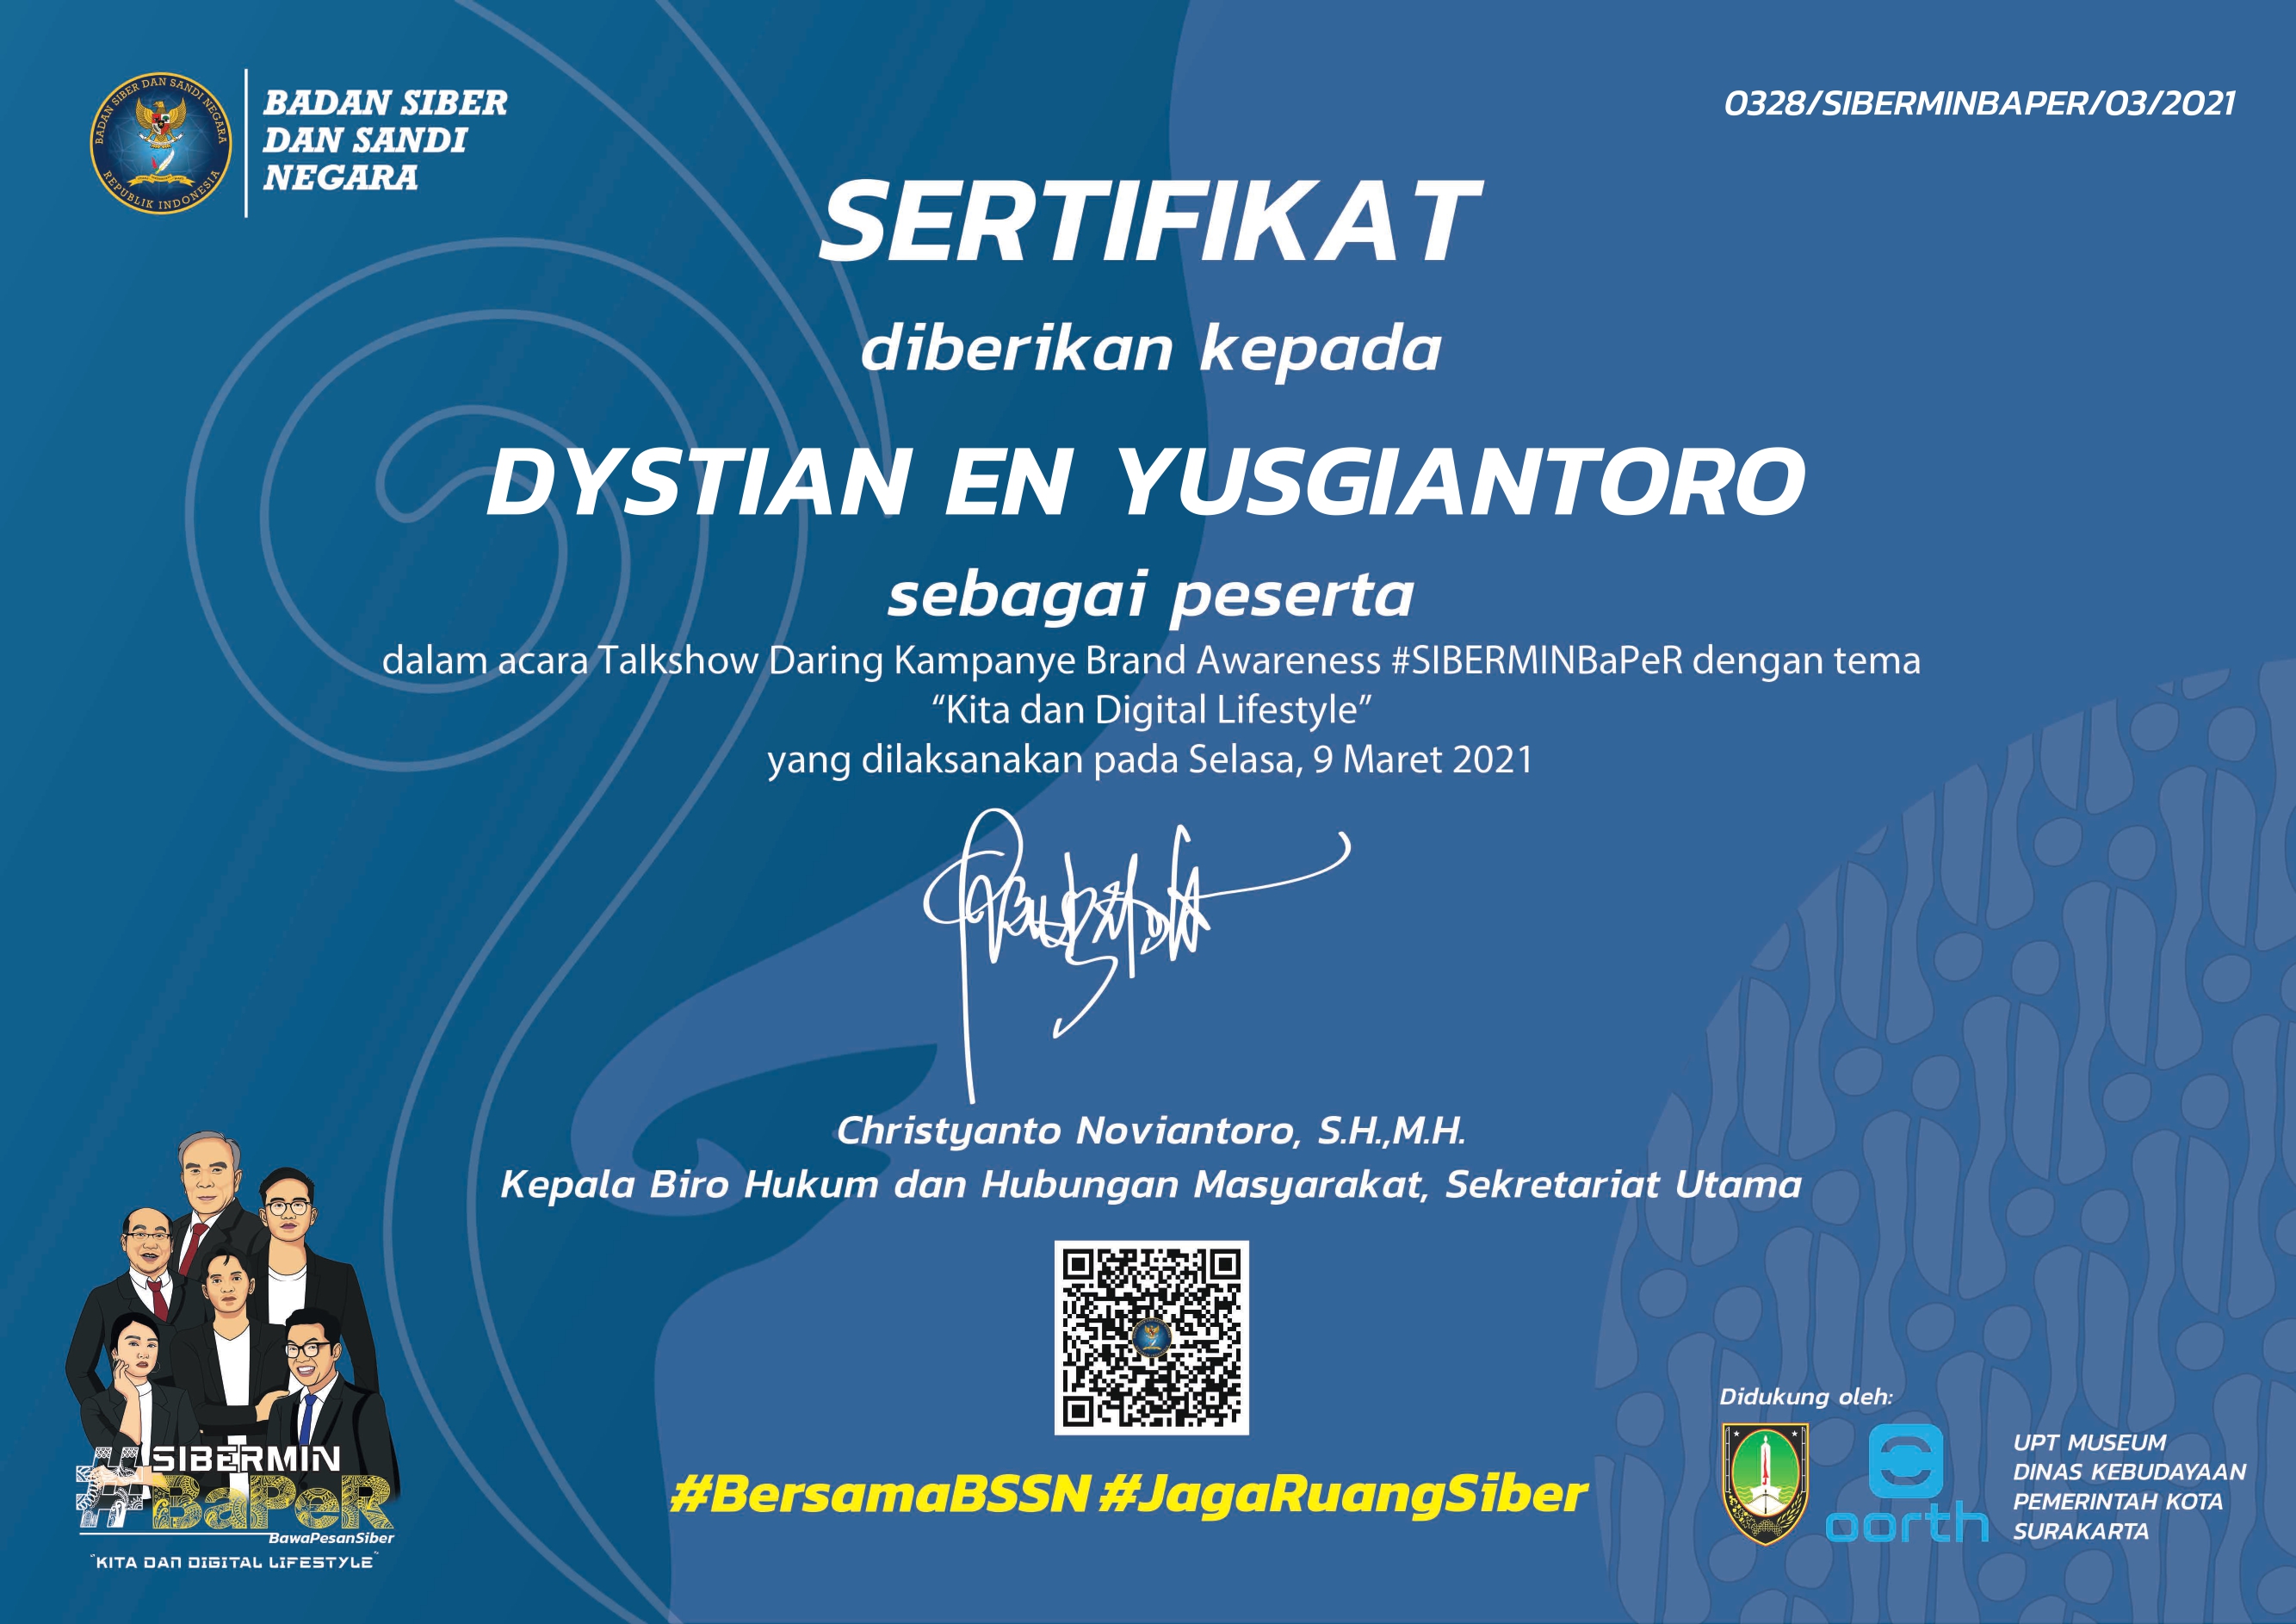 BADAN SIBER DAN SANDI NEGARA
REPUBLIK INDONESIA
BADAN SIBER
DAN SANDI
NEGARA
0328/SIBERMINBAPER/03/2021
SERTIFIKAT
diberikan kepada
DYSTIAN EN YUSGIANTORO
sebagai peserta
dalam acara Talkshow Daring Kampanye Brand Awareness #SIBERMINBaPeR dengan tema
“Kita dan Digital Lifestyle”
yang dilaksanakan pada Selasa, 9 Maret 2021
Christyanto Noviantoro, S.H.,M.H.
Kepala Biro Hukum dan Hubungan Masyarakat, Sekretariat Utama
#BersamaBSSN #JagaRuangSiber
#SIBERMIN
#BaPeR
BawaPesanSiber
"KITA DAN DIGITAL LIFESTYLE"
Didukung oleh:
oorth
UPT MUSEUM
DINAS KEBUDAYAAN
PEMERINTAH KOTA
SURAKARTA